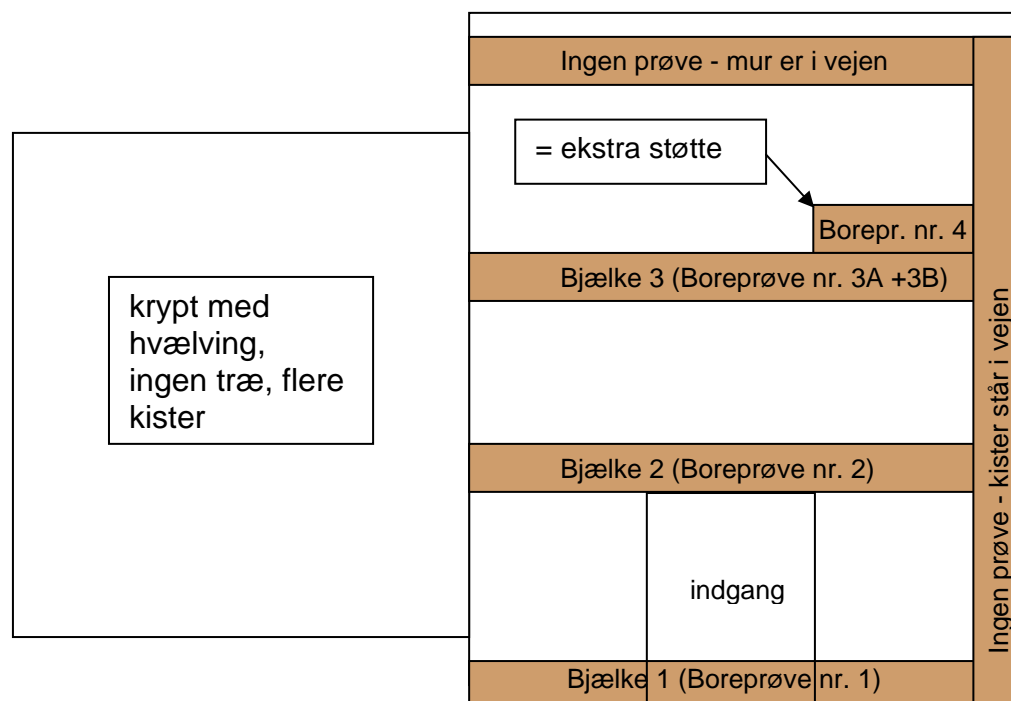 Ingen prøve - mur er i vejen
= ekstra støtte
Borepr. nr. 4
Bjælke 3 (Boreprøve nr. 3A +3B)
krypt med
hvælving,
ingen træ, flere
kister
Bjælke 2 (Boreprøve nr. 2)
indgang
Bjælke 1 (Boreprøve nr. 1)
Ingen prøve - kister står i vejen